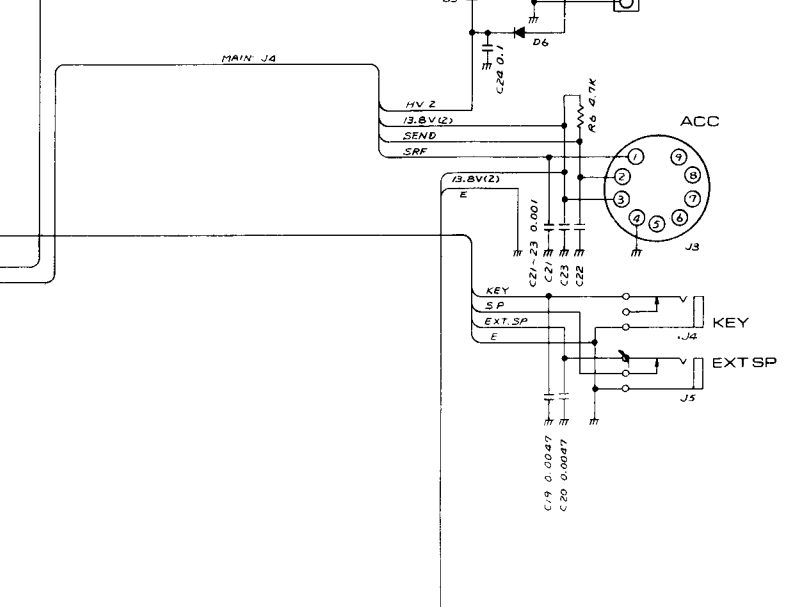 D6
C24 0.1
MAIN J4
HV 2
13.8V(2)
SEND
SRF
R6 4.7K
ACC
1
9
2
8
3
7
4
5
6
J3
13.8V(2)
E
C21~23 0.001
C21
C23
C22
KEY
SP
EXT.SP
E
J4
KEY
EXT SP
J5
C19 0.0047
C20 0.0047